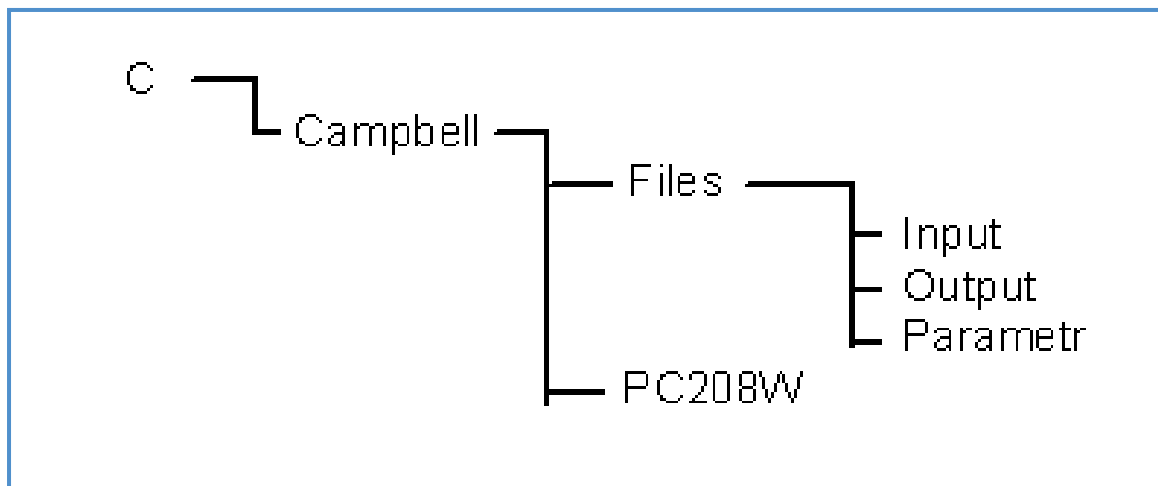 C
Campbell
Files
Input
Output
Parametr
PC208W